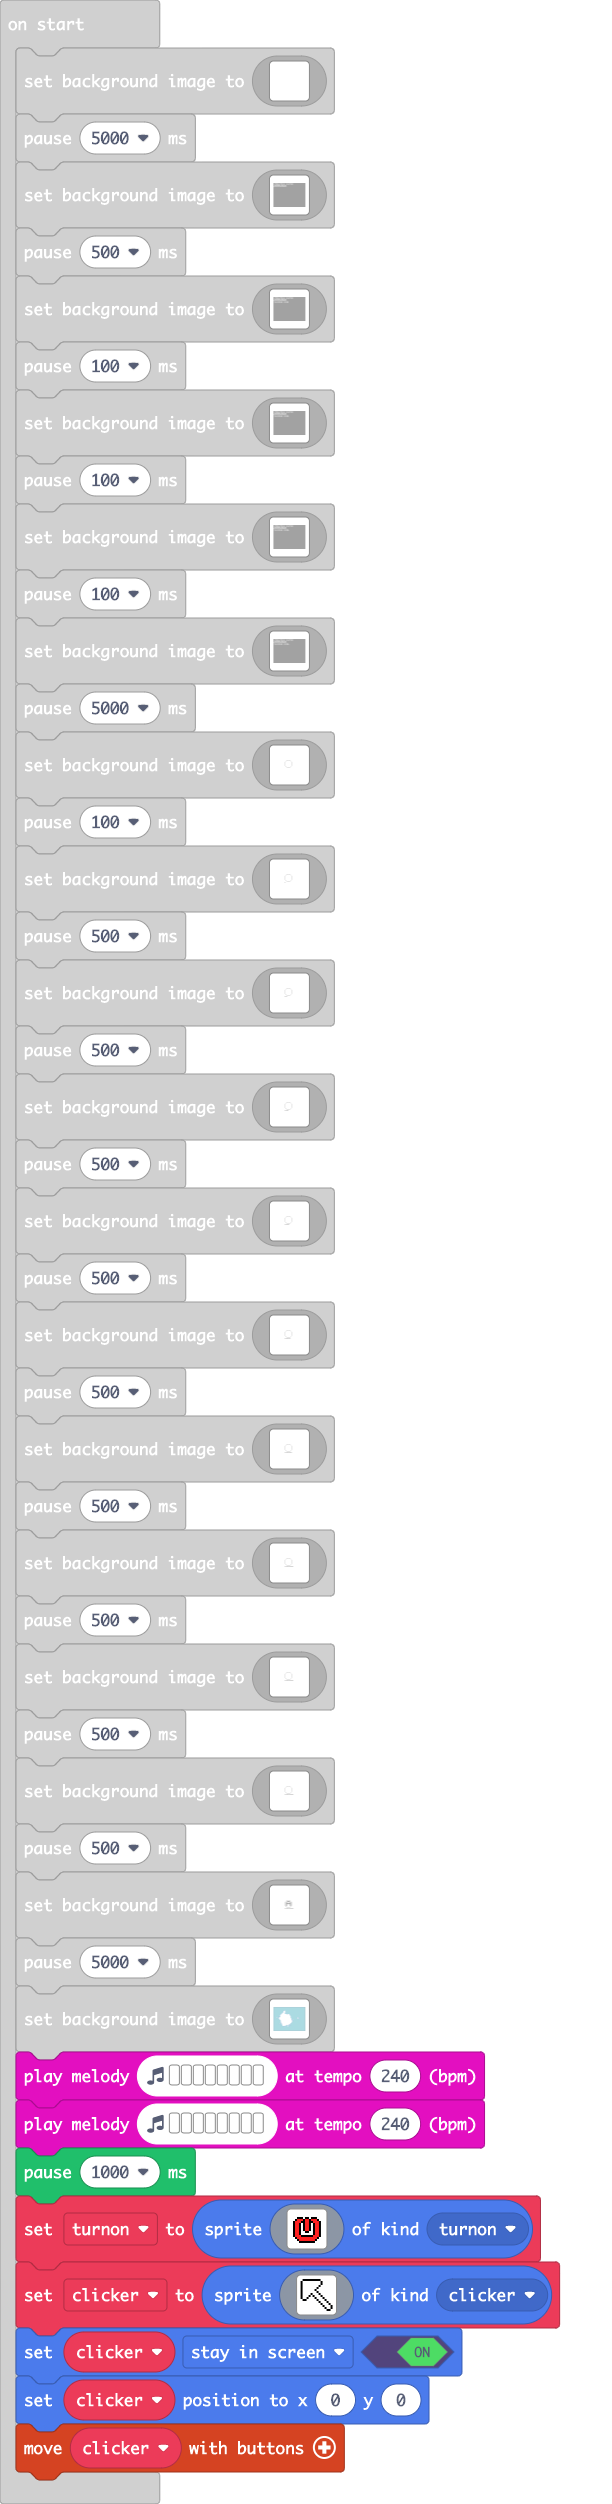 on start
set background image to
pause 5000 ms
set background image to
pause 500 ms
set background image to
pause 100 ms
set background image to
pause 100 ms
set background image to
pause 100 ms
set background image to
pause 5000 ms
set background image to
pause 100 ms
set background image to
pause 500 ms
set background image to
pause 500 ms
set background image to
pause 500 ms
set background image to
pause 500 ms
set background image to
pause 500 ms
set background image to
pause 500 ms
set background image to
pause 500 ms
set background image to
pause 500 ms
set background image to
pause 500 ms
set background image to
pause 5000 ms
set background image to
play melody at tempo 240 (bpm)
play melody at tempo 240 (bpm)
pause 1000 ms
set turnon to sprite of kind turnon
set clicker to sprite of kind clicker
set clicker stay in screen ON
set clicker position to x 0 y 0
move clicker with buttons